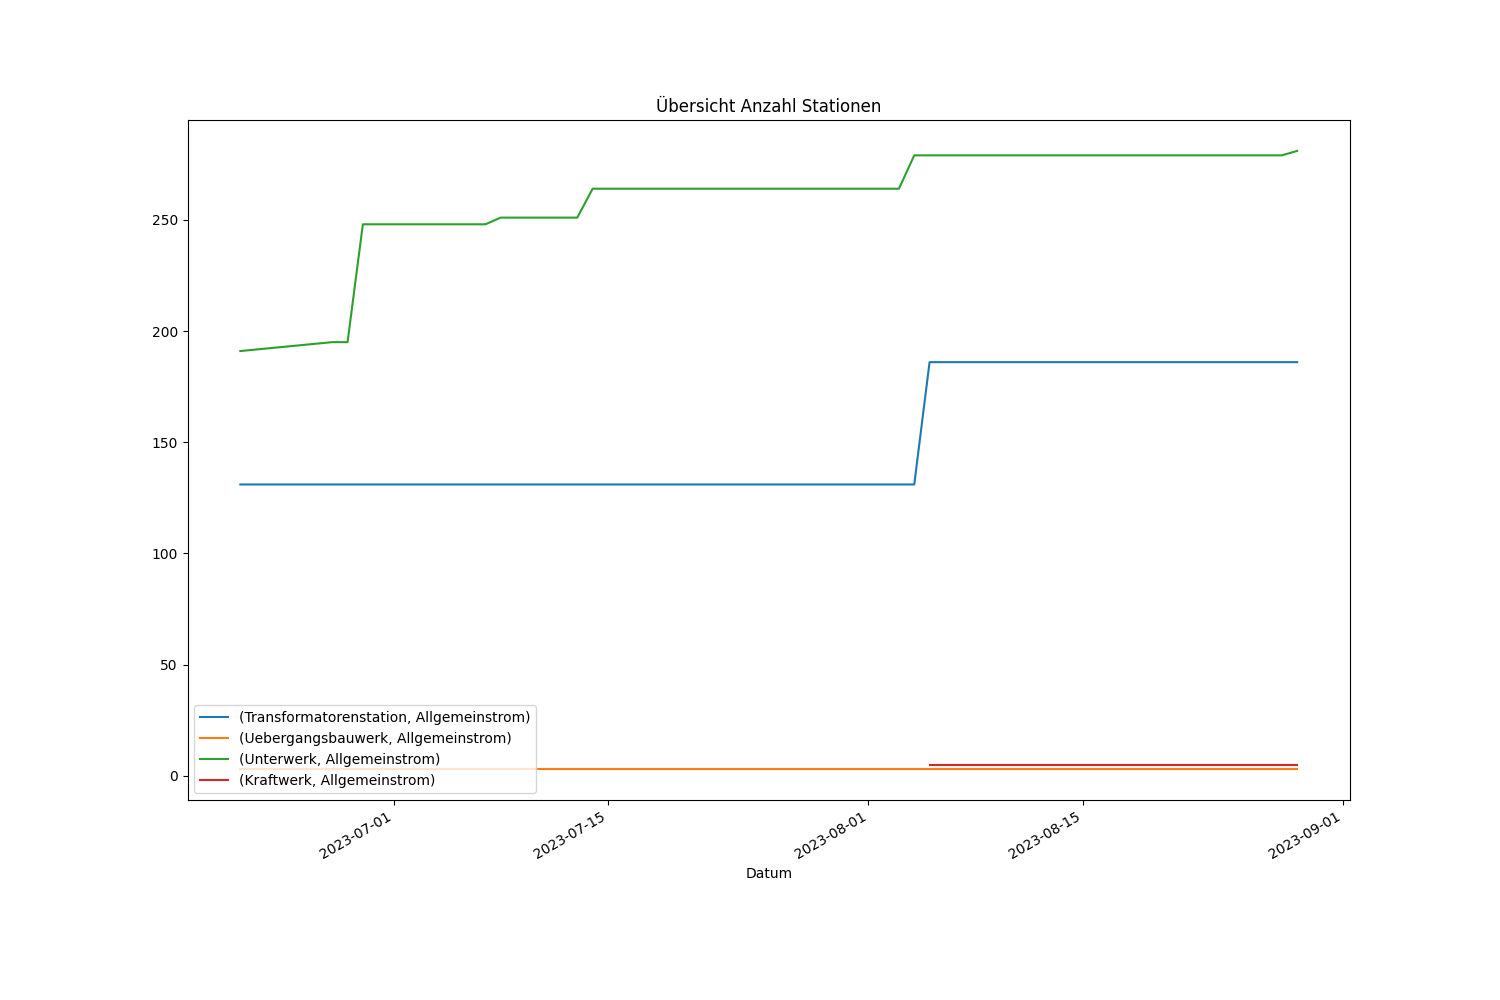 Übersicht Anzahl Stationen
250
200
150
100
50
0
(Transformatorenstation, Allgemeinstrom)
(Uebergangsbauwerk, Allgemeinstrom)
(Unterwerk, Allgemeinstrom)
(Kraftwerk, Allgemeinstrom)
2023-07-01
2023-07-15
2023-08-01
2023-08-15
2023-09-01
Datum